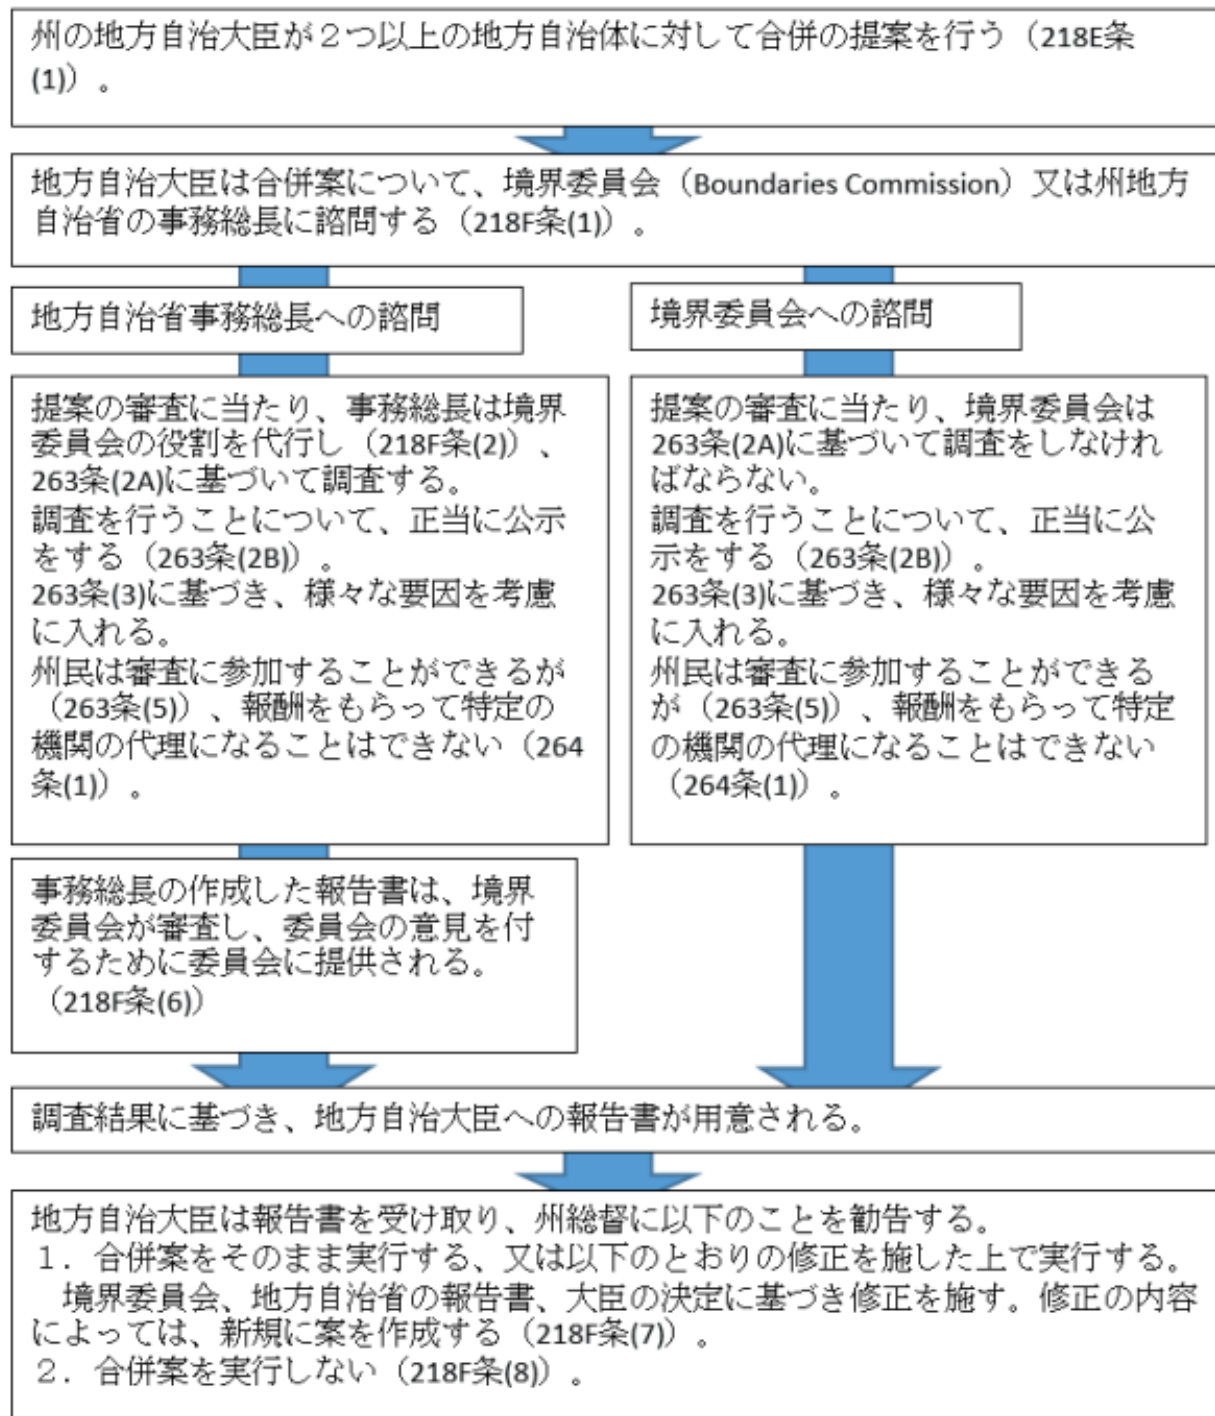 州の地方自治大臣が２つ以上の地方自治体に対して合併の提案を行う（218E条
(1)）。
地方自治大臣は合併案について、境界委員会（Boundaries Commission）又は州地方
自治省の事務総長に諮問する（218F条(1)）。
地方自治省事務総長への諮問
境界委員会への諮問
提案の審査に当たり、事務総長は境界
委員会の役割を代行し（218F条(2)）、
263条(2A)に基づいて調査する。
調査を行うことについて、正当に公示
をする（263条(2B)）。
263条(3)に基づき、様々な要因を考慮
に入れる。
州民は審査に参加することができるが
（263条(5)）、報酬をもらって特定の
機関の代理になることはできない（264
条(1)）。
提案の審査に当たり、境界委員会は
263条(2A)に基づいて調査をしなけれ
ばならない。
調査を行うことについて、正当に公
示をする（263条(2B)）。
263条(3)に基づき、様々な要因を考慮
に入れる。
州民は審査に参加することができる
が（263条(5)）、報酬をもらって特定
の機関の代理になることはできない
（264条(1)）。
事務総長の作成した報告書は、境界
委員会が審査し、委員会の意見を付
するために委員会に提供される。
（218F条(6)）
調査結果に基づき、地方自治大臣への報告書が用意される。
地方自治大臣は報告書を受け取り、州総督に以下のことを勧告する。
１．合併案をそのまま実行する、又は以下のとおりの修正を施した上で実行する。
境界委員会、地方自治省の報告書、大臣の決定に基づき修正を施す。修正の内容
によっては、新規に案を作成する（218F条(7)）。
２．合併案を実行しない（218F条(8)）。